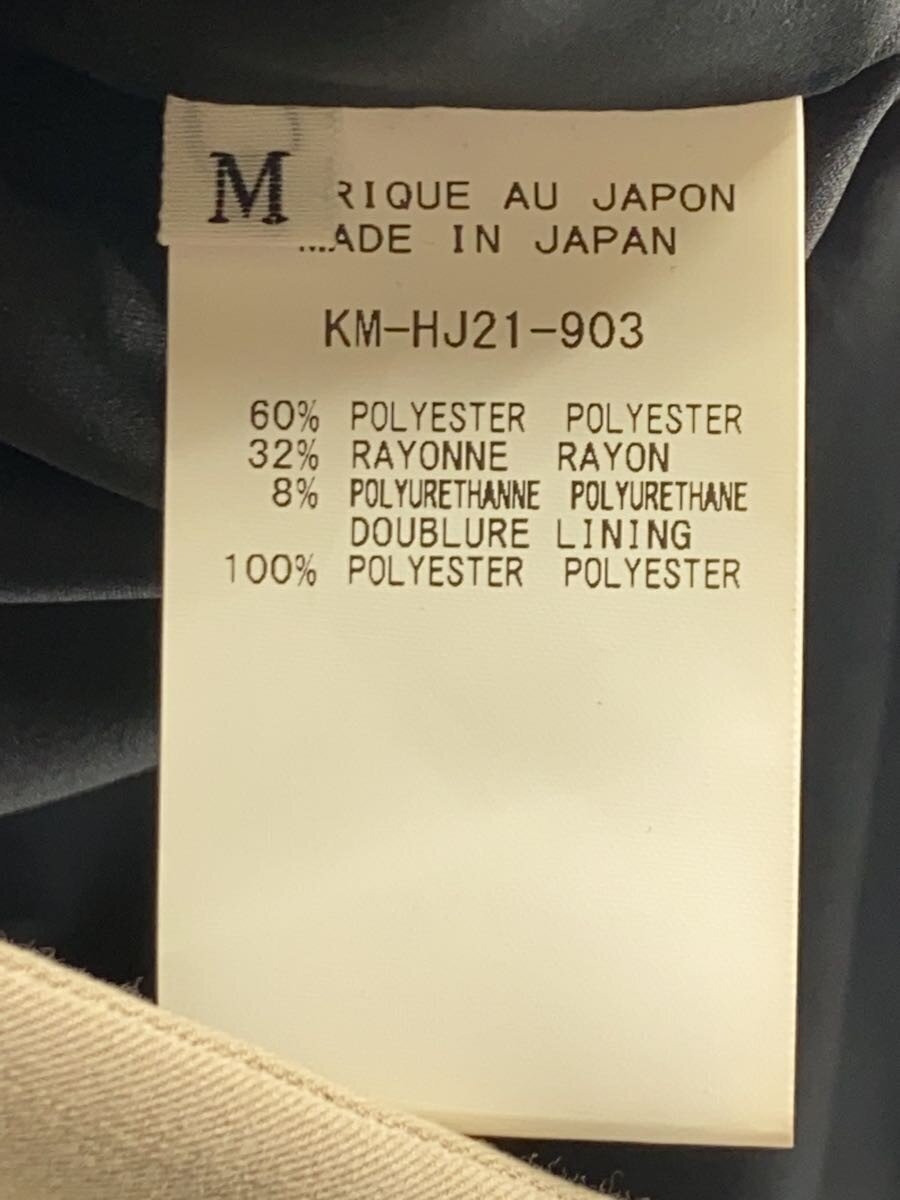 M
RIQUE AU JAPON
MADE IN JAPAN
KM-HJ21-903
60% POLYESTER POLYESTER
32% RAYONNE RAYON
8% POLYURETHANNE POLYURETHANE
DOUBLURE LINING
100% POLYESTER POLYESTER